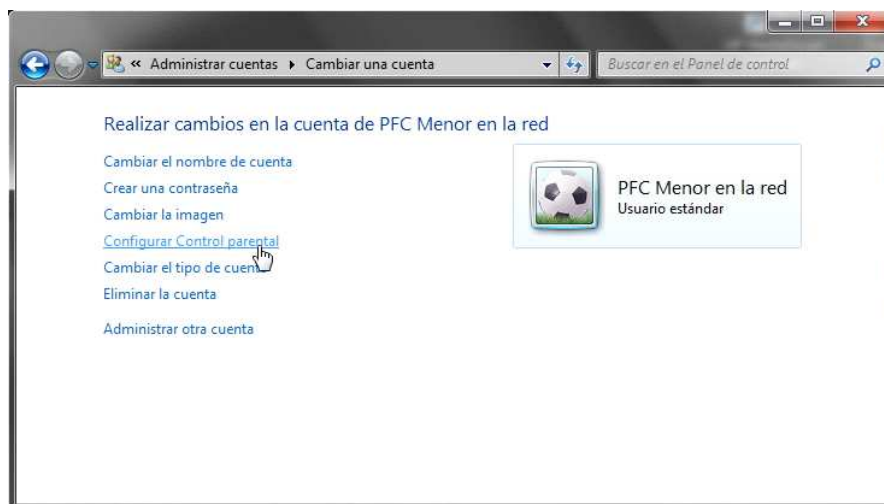 « Administrar cuentas ▸ Cambiar una cuenta
Buscar en el Panel de control
Realizar cambios en la cuenta de PFC Menor en la red
Cambiar el nombre de cuenta
Crear una contraseña
Cambiar la imagen
Configurar Control parental
Cambiar el tipo de cuenta
Eliminar la cuenta
Administrar otra cuenta
PFC Menor en la red
Usuario estándar